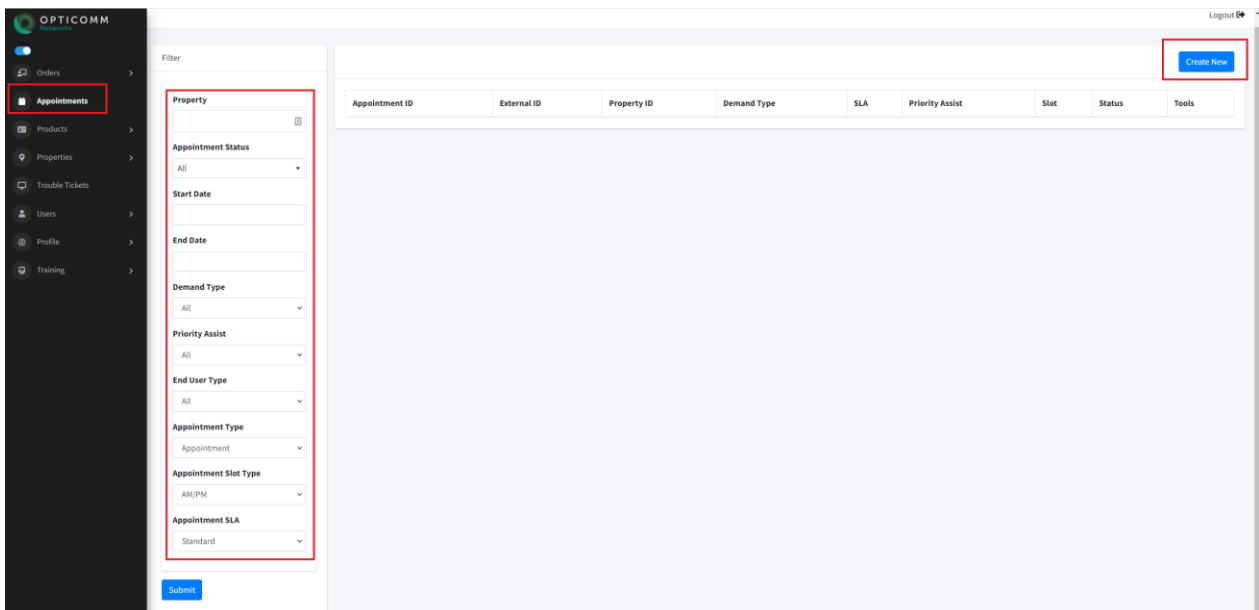 OPTICOMM
Networks
Logout
Orders
Appointments
Products
Properties
Trouble Tickets
Users
Profile
Training
Filter
Property
Appointment Status
All
Start Date
End Date
Demand Type
All
Priority Assist
All
End User Type
All
Appointment Type
Appointment
Appointment Slot Type
AM/PM
Appointment SLA
Standard
Submit
Create New
Appointment ID External ID Property ID Demand Type SLA Priority Assist Slot Status Tools